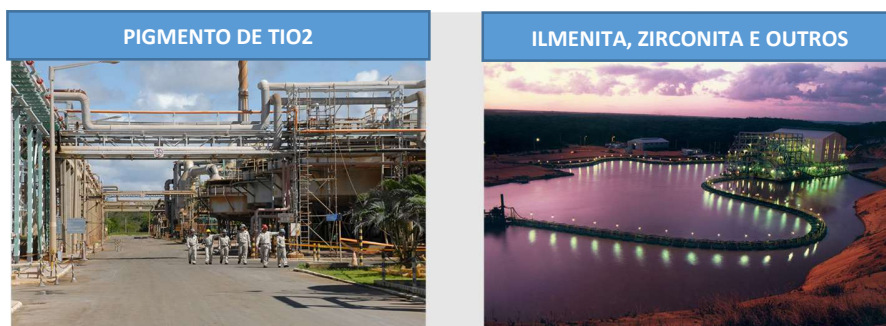 PIGMENTO DE TIO2
ILMENITA, ZIRCONITA E OUTROS